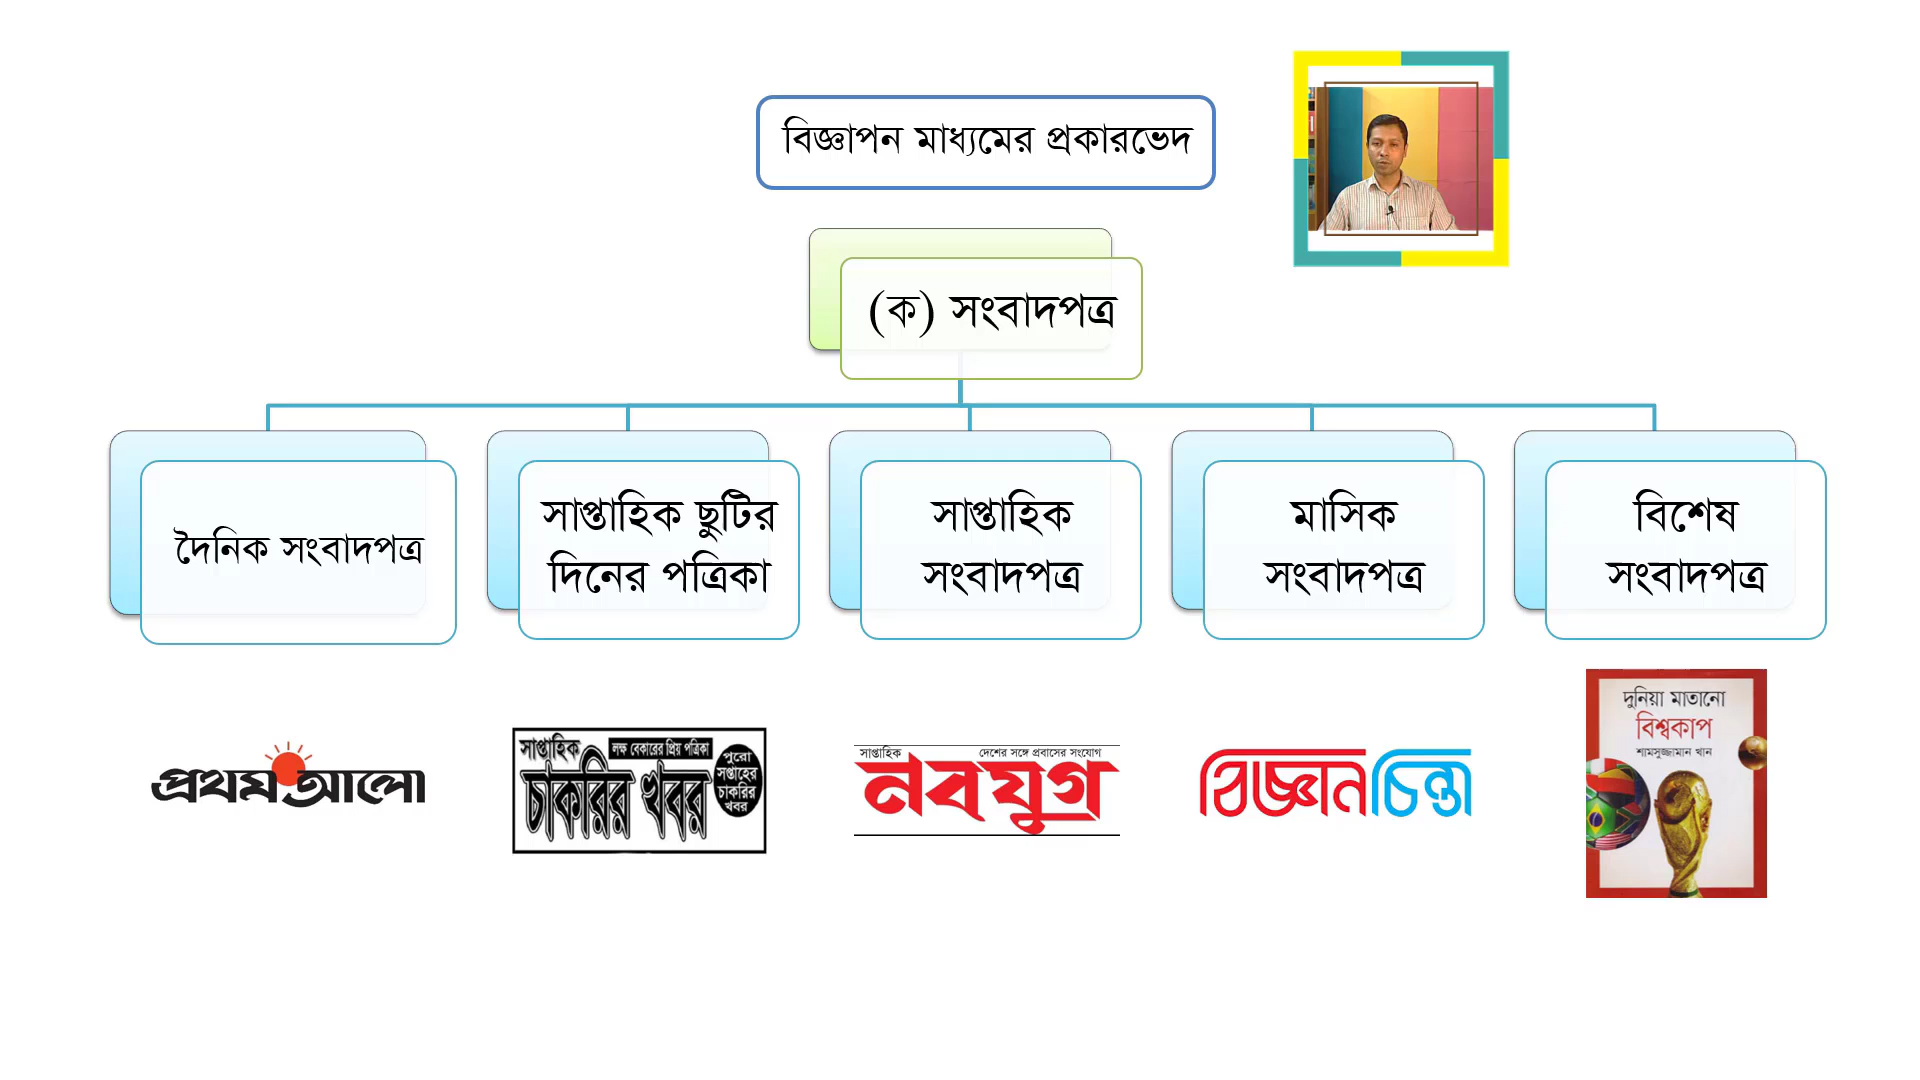 বিজ্ঞাপন মাধ্যমের প্রকারভেদ
(ক) সংবাদপত্র
দৈনিক সংবাদপত্র
সাপ্তাহিক ছুটির
দিনের পত্রিকা
সাপ্তাহিক
সংবাদপত্র
মাসিক
সংবাদপত্র
বিশেষ
সংবাদপত্র
প্রথম আলো
সাপ্তাহিক
লক্ষ বেকারের প্রিয় পত্রিকা
চাকরির খবর
পুরো
সপ্তাহের
চাকরির
খবর
সাপ্তাহিক
দেশের সঙ্গে প্রবাসের সংযোগ
নবযুগ
বিজ্ঞানচিন্তা
দুনিয়া মাতানো
বিশ্বকাপ
শামসুজ্জামান খান